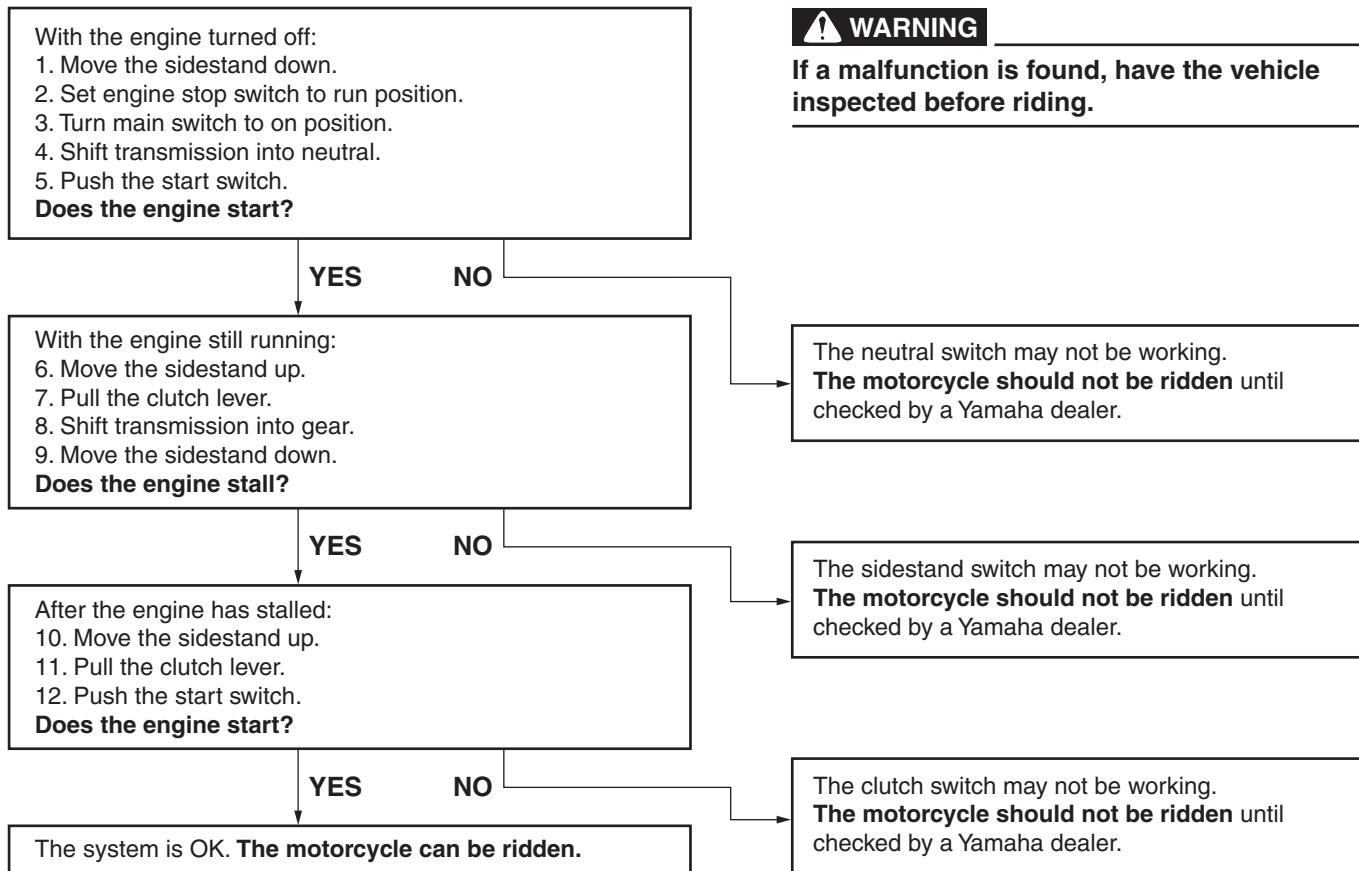 With the engine turned off:
1. Move the sidestand down.
2. Set engine stop switch to run position.
3. Turn main switch to on position.
4. Shift transmission into neutral.
5. Push the start switch.
Does the engine start?
WARNING
If a malfunction is found, have the vehicle
inspected before riding.
YES
NO
The neutral switch may not be working.
The motorcycle should not be ridden until
checked by a Yamaha dealer.
With the engine still running:
6. Move the sidestand up.
7. Pull the clutch lever.
8. Shift transmission into gear.
9. Move the sidestand down.
Does the engine stall?
YES
NO
The sidestand switch may not be working.
The motorcycle should not be ridden until
checked by a Yamaha dealer.
After the engine has stalled:
10. Move the sidestand up.
11. Pull the clutch lever.
12. Push the start switch.
Does the engine start?
YES
NO
The clutch switch may not be working.
The motorcycle should not be ridden until
checked by a Yamaha dealer.
The system is OK. The motorcycle can be ridden.